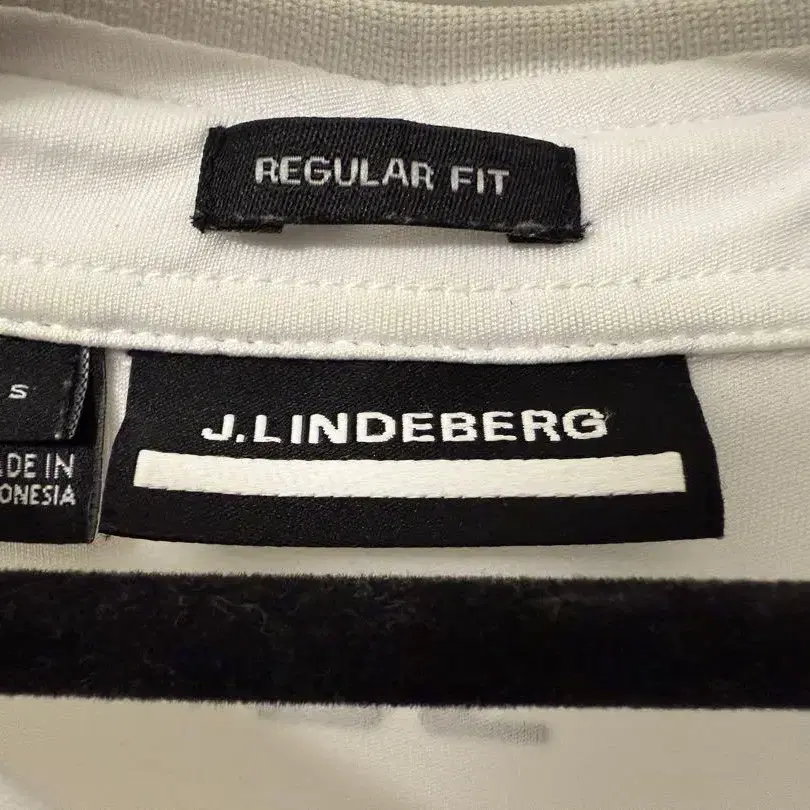 REGULAR FIT
S
J.LINDEBERG
ADE IN
ONESIA